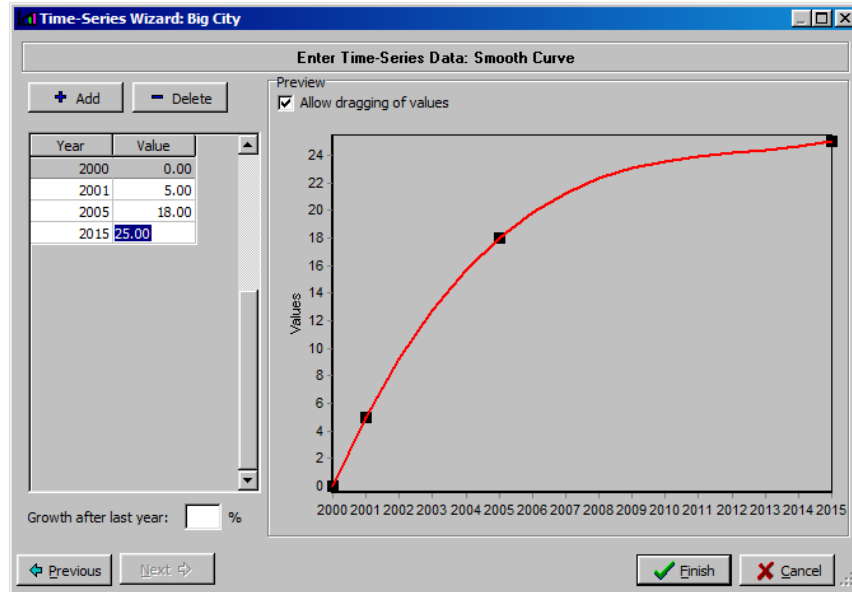 Time-Series Wizard: Big City
Enter Time-Series Data: Smooth Curve
Add Delete
Year Value
2000 0.00
2001 5.00
2005 18.00
2015 25.00
Growth after last year: %
Preview
Allow dragging of values
Values
24
22
20
18
16
14
12
10
8
6
4
2
0
2000 2001 2002 2003 2004 2005 2006 2007 2008 2009 2010 2011 2012 2013 2014 2015
Previous Next Finish Cancel